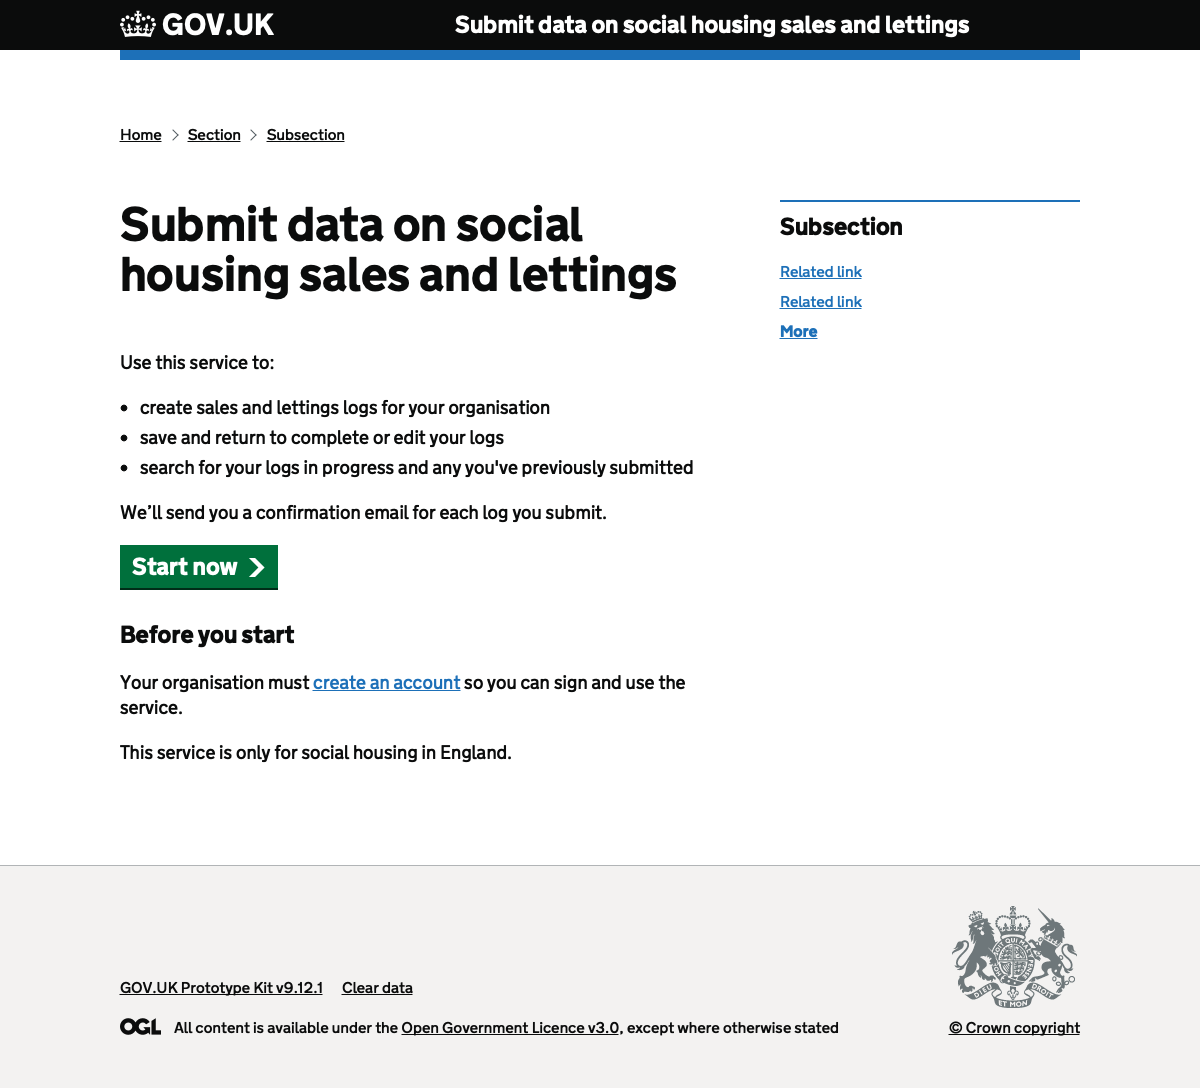 GOV.UK Submit data on social housing sales and lettings
Home Section Subsection
Submit data on social
housing sales and lettings
Use this service to:
• create sales and lettings logs for your organisation
• save and return to complete or edit your logs
• search for your logs in progress and any you've previously submitted
We’ll send you a confirmation email for each log you submit.
Start now
Before you start
Your organisation must create an account so you can sign and use the
service.
This service is only for social housing in England.
Subsection
Related link
Related link
More
GOV.UK Prototype Kit v9.12.1 Clear data
OGL All content is available under the Open Government Licence v3.0, except where otherwise stated
DIEU ET MON DROIT
© Crown copyright